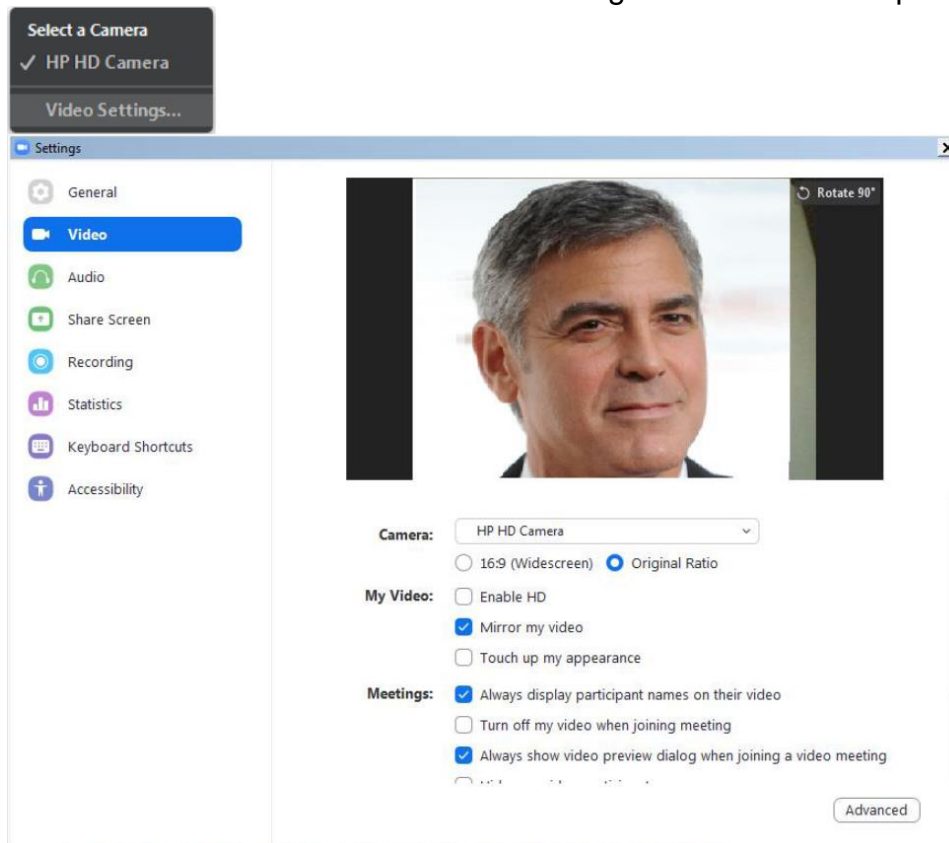 Select a Camera
✓ HP HD Camera
Video Settings...
Settings
General
Video
Audio
Share Screen
Recording
Statistics
Keyboard Shortcuts
Accessibility
Rotate 90°
Camera: HP HD Camera
16:9 (Widescreen) Original Ratio
My Video: Enable HD
Mirror my video
Touch up my appearance
Meetings: Always display participant names on their video
Turn off my video when joining meeting
Always show video preview dialog when joining a video meeting
Advanced